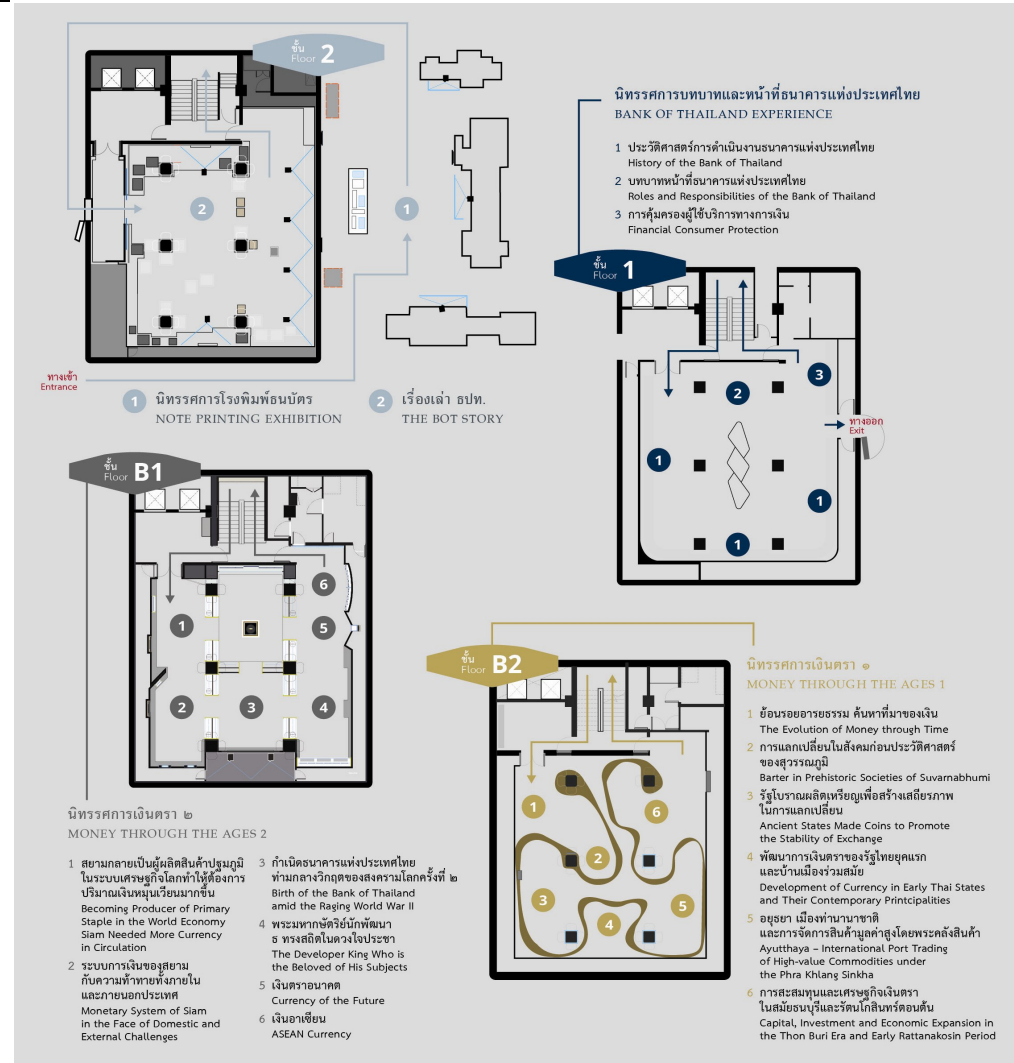 ชั้น
Floor 2
2
1
ทางเข้า
Entrance
1 นิทรรศการโรงพิมพ์ธนบัตร
NOTE PRINTING EXHIBITION
2 เรื่องเล่า ธปท.
THE BOT STORY
นิทรรศการบทบาทและหน้าที่ธนาคารแห่งประเทศไทย
BANK OF THAILAND EXPERIENCE
1 ประวัติศาสตร์การดำเนินงานธนาคารแห่งประเทศไทย
History of the Bank of Thailand
2 บทบาทหน้าที่ธนาคารแห่งประเทศไทย
Roles and Responsibilities of the Bank of Thailand
3 การคุ้มครองผู้ใช้บริการทางการเงิน
Financial Consumer Protection
ชั้น
Floor 1
3
2
ทางออก
Exit
1
1
1
ชั้น
Floor B1
6
1
5
2
3
4
นิทรรศการเงินตรา ๒
MONEY THROUGH THE AGES 2
1 สยามกลายเป็นผู้ผลิตสินค้าปฐมภูมิ
ในระบบเศรษฐกิจโลกทำให้ต้องการ
ปริมาณเงินหมุนเวียนมากขึ้น
Becoming Producer of Primary
Staple in the World Economy
Siam Needed More Currency
in Circulation
2 ระบบการเงินของสยาม
กับความท้าทายทั้งภายใน
และภายนอกประเทศ
Monetary System of Siam
in the Face of Domestic and
External Challenges
3 กำเนิดธนาคารแห่งประเทศไทย
ท่ามกลางวิกฤตของสงครามโลกครั้งที่ ๒
Birth of the Bank of Thailand
amid the Raging World War II
4 พระมหากษัตริย์นักพัฒนา
ธ ทรงสถิตในดวงใจประชา
The Developer King Who is
the Beloved of His Subjects
5 เงินตราอนาคต
Currency of the Future
6 เงินอาเซียน
ASEAN Currency
ชั้น
Floor B2
1
6
2
3
5
4
นิทรรศการเงินตรา ๑
MONEY THROUGH THE AGES 1
1 ย้อนรอยอารยธรรม ค้นหาที่มาของเงิน
The Evolution of Money through Time
2 การแลกเปลี่ยนในสังคมก่อนประวัติศาสตร์
ของสุวรรณภูมิ
Barter in Prehistoric Societies of Suvarnabhumi
3 รัฐโบราณผลิตเหรียญเพื่อสร้างเสถียรภาพ
ในการแลกเปลี่ยน
Ancient States Made Coins to Promote
the Stability of Exchange
4 พัฒนาการเงินตราของรัฐไทยยุคแรก
และบ้านเมืองร่วมสมัย
Development of Currency in Early Thai States
and Their Contemporary Printcipalities
5 อยุธยา เมืองท่านานาชาติ
และการจัดการสินค้ามูลค่าสูงโดยพระคลังสินค้า
Ayutthaya – International Port Trading
of High-value Commodities under
the Phra Khlang Sinkha
6 การสะสมทุนและเศรษฐกิจเงินตรา
ในสมัยธนบุรีและรัตนโกสินทร์ตอนต้น
Capital, Investment and Economic Expansion in
the Thon Buri Era and Early Rattanakosin Period